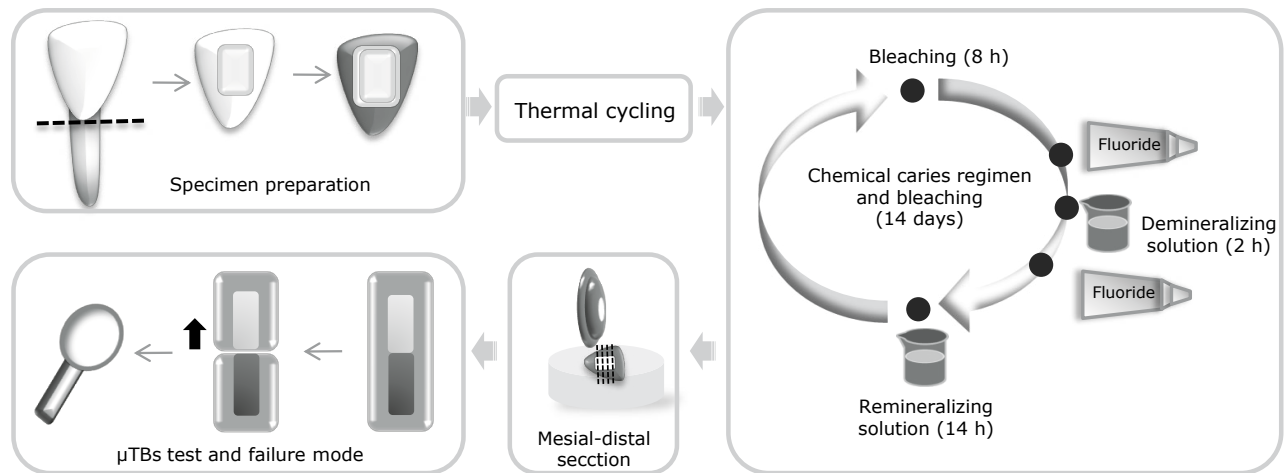 Specimen preparation
Thermal cycling
Bleaching (8 h)
Fluoride
Chemical caries regimen
and bleaching
(14 days)
Demineralizing
solution (2 h)
Fluoride
Remineralizing
solution (14 h)
Mesial-distal
secction
µTBs test and failure mode